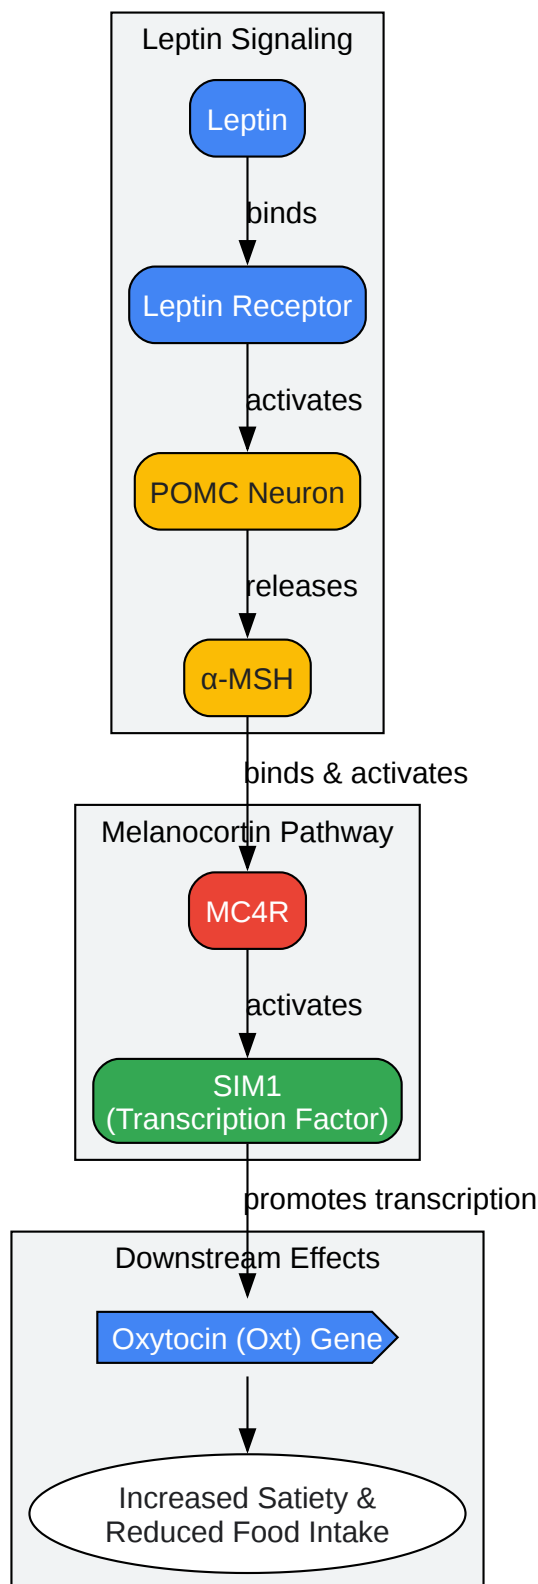 Leptin Signaling
Leptin
binds
Leptin Receptor
activates
POMC Neuron
releases
α-MSH
binds & activates
Melanocortin Pathway
MC4R
activates
SIM1
(Transcription Factor)
promotes transcription
Downstream Effects
Oxytocin (Oxt) Gene
Increased Satiety &
Reduced Food Intake